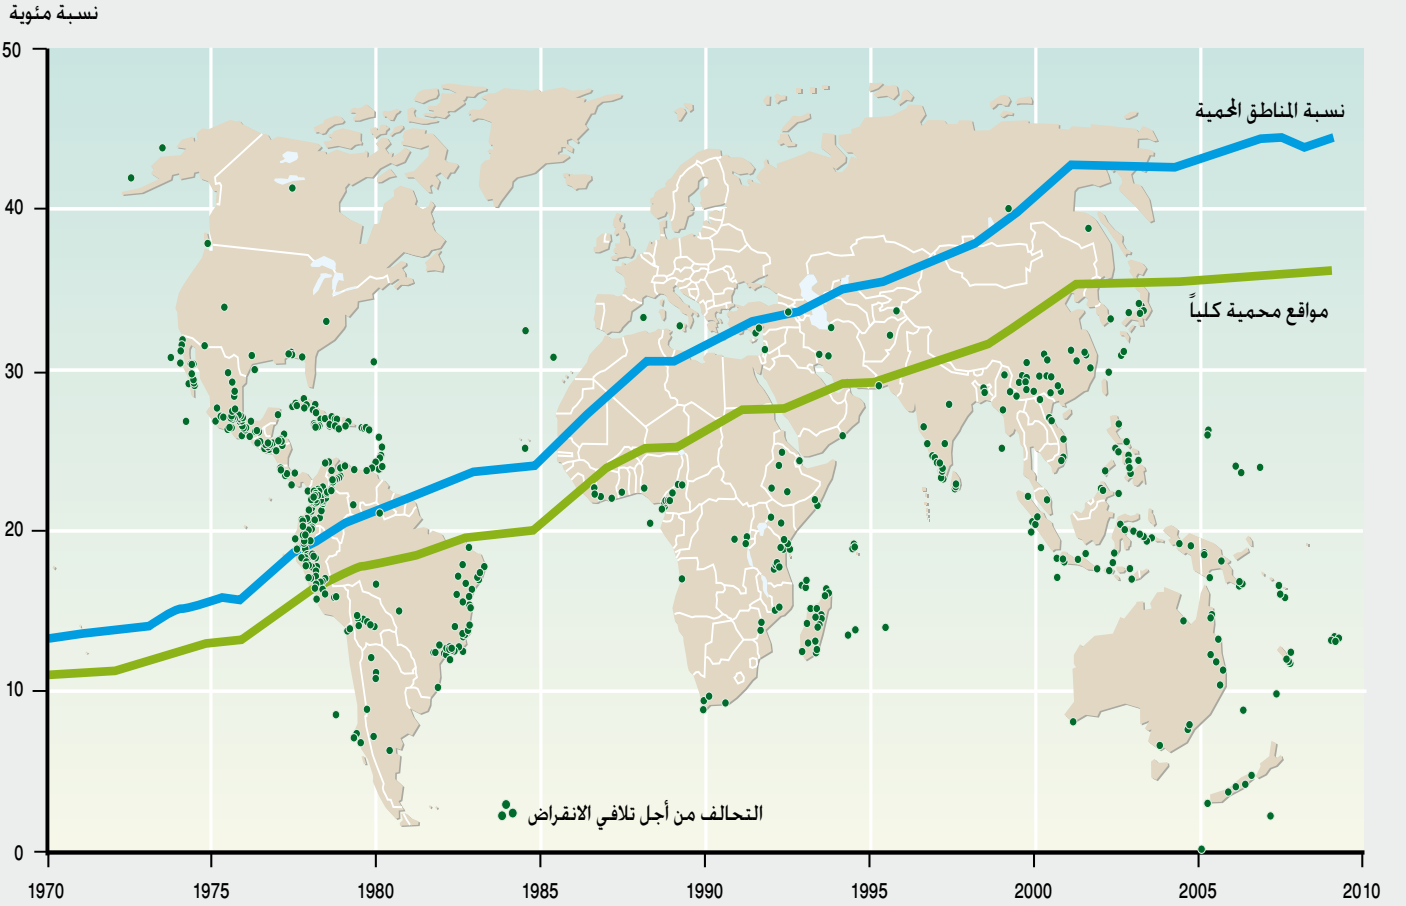 نسبة مئوية
50
نسبة المناطق المحمية
40
مواقع محمية كلياً
30
20
10
التحالف من أجل تلافي الانقراض
0
1970 1975 1980 1985 1990 1995 2000 2005 2010